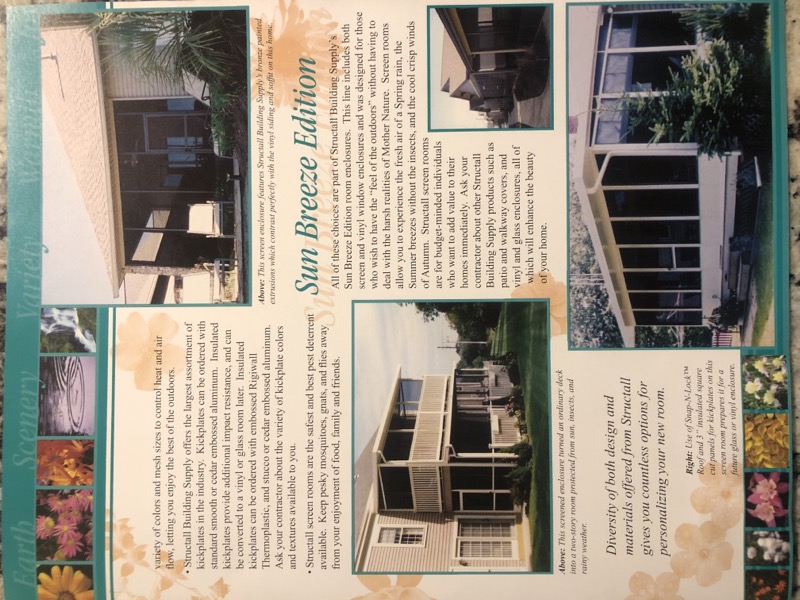 Earth Scenery Variety Warmth
variety of colors and mesh sizes to control heat and air
flow, letting you enjoy the best of the outdoors.
• Structall Building Supply offers the largest assortment of
kickplates in the industry. Kickplates can be ordered with
standard smooth or cedar embossed aluminum. Insulated
kickplates provide additional impact resistance, and can
be converted to a vinyl or glass room later. Insulated
kickplates can be ordered with embossed Rigiwall
Thermoplastic, and stucco or cedar embossed aluminum.
Ask your contractor about the variety of kickplate colors
and textures available to you.
• Structall screen rooms are the safest and best pest deterrent
available. Keep pesky mosquitoes, gnats, and flies away
from your enjoyment of food, family and friends.
Above: This screened enclosure turned an ordinary deck
into a two-story room protected from sun, insects, and
rainy weather.
Diversity of both design and
materials offered from Structall
gives you countless options for
personalizing your new room.
Right: Use of Snap-N-Lock™
Roof and 3" insulated square
cut panels for kickplates on this
screen room prepares it for a
future glass or vinyl enclosure.
Above: This screen enclosure features Structall Building Supply's bronze painted
extrusions which contrast perfectly with the vinyl siding and soffit on this home.
Sun Breeze Edition
All of these choices are part of Structall Building Supply's
Sun Breeze Edition room enclosures. This line includes both
screen and vinyl window enclosures and was designed for those
who wish to have the "feel of the outdoors" without having to
deal with the harsh realities of Mother Nature. Screen rooms
allow you to experience the fresh air of a Spring rain, the
Summer breezes without the insects, and the cool crisp winds
of Autumn. Structall screen rooms
are for budget-minded individuals
who want to add value to their
homes immediately. Ask your
contractor about other Structall
Building Supply products such as
patio and walkway covers, and
vinyl and glass enclosures, all of
which will enhance the beauty
of your home.